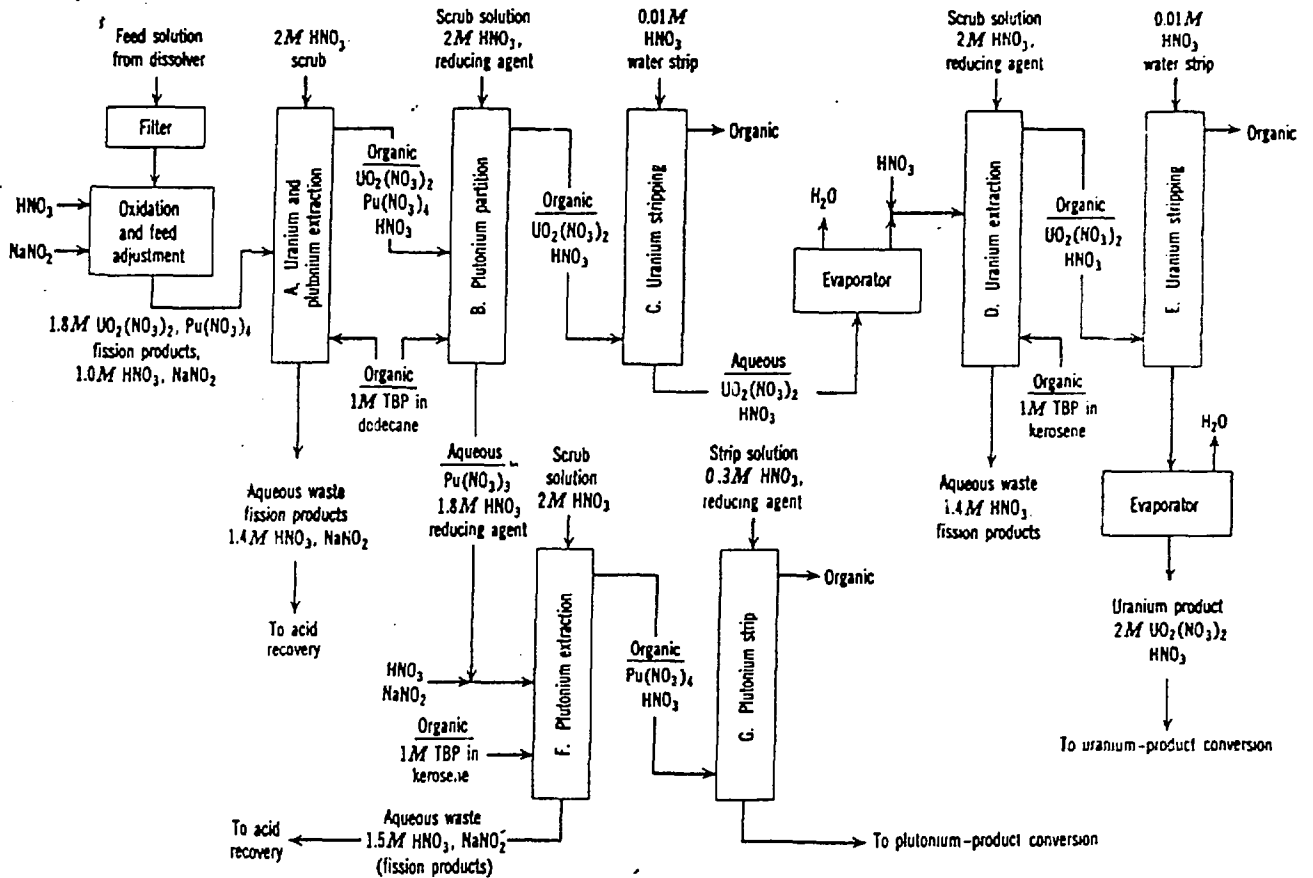 Feed solution
from dissolver
Filter
HNO₃
NaNO₂
Oxidation
and feed
adjustment
1.8M UO₂(NO₃)₂, Pu(NO₃)₄
fission products,
1.0M HNO₃, NaNO₂
2M HNO₃
scrub
A. Uranium and
plutonium extraction
Organic
UO₂(NO₃)₂
Pu(NO₃)₄
HNO₃
Organic
1M TBP in
dodecane
Aqueous waste
fission products
1.4M HNO₃, NaNO₂
To acid
recovery
Scrub solution
2M HNO₃,
reducing agent
B. Plutonium partition
Organic
UO₂(NO₃)₂
HNO₃
Aqueous
Pu(NO₃)₃
1.8M HNO₃
reducing agent
0.01M
HNO₃
water strip
C. Uranium stripping
Organic
Aqueous
UO₂(NO₃)₂
HNO₃
H₂O
Evaporator
HNO₃
Scrub solution
2M HNO₃,
reducing agent
D. Uranium extraction
Organic
UO₂(NO₃)₂
HNO₃
Organic
1M TBP in
kerosene
Aqueous waste
1.4M HNO₃
fission products
0.01M
HNO₃
water strip
E. Uranium stripping
Organic
H₂O
Evaporator
Uranium product
2M UO₂(NO₃)₂
HNO₃
To uranium-product conversion
Scrub
solution
2M HNO₃
HNO₃
NaNO₂
Organic
1M TBP in
kerosene
F. Plutonium extraction
Aqueous waste
1.5M HNO₃, NaNO₂
(fission products)
To acid
recovery
Organic
Pu(NO₃)₄
HNO₃
Strip solution
0.3M HNO₃,
reducing agent
G. Plutonium strip
Organic
To plutonium-product conversion